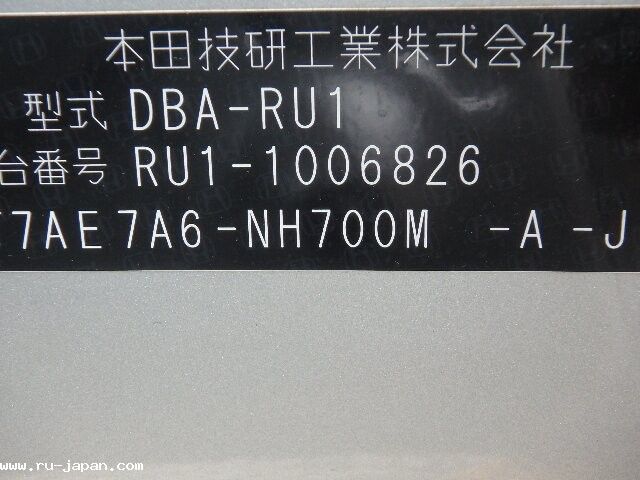 本田技研工業株式会社
型式 DBA-RU1
台番号 RU1-1006826
7AE7A6-NH700M -A -J
www.ru-japan.com